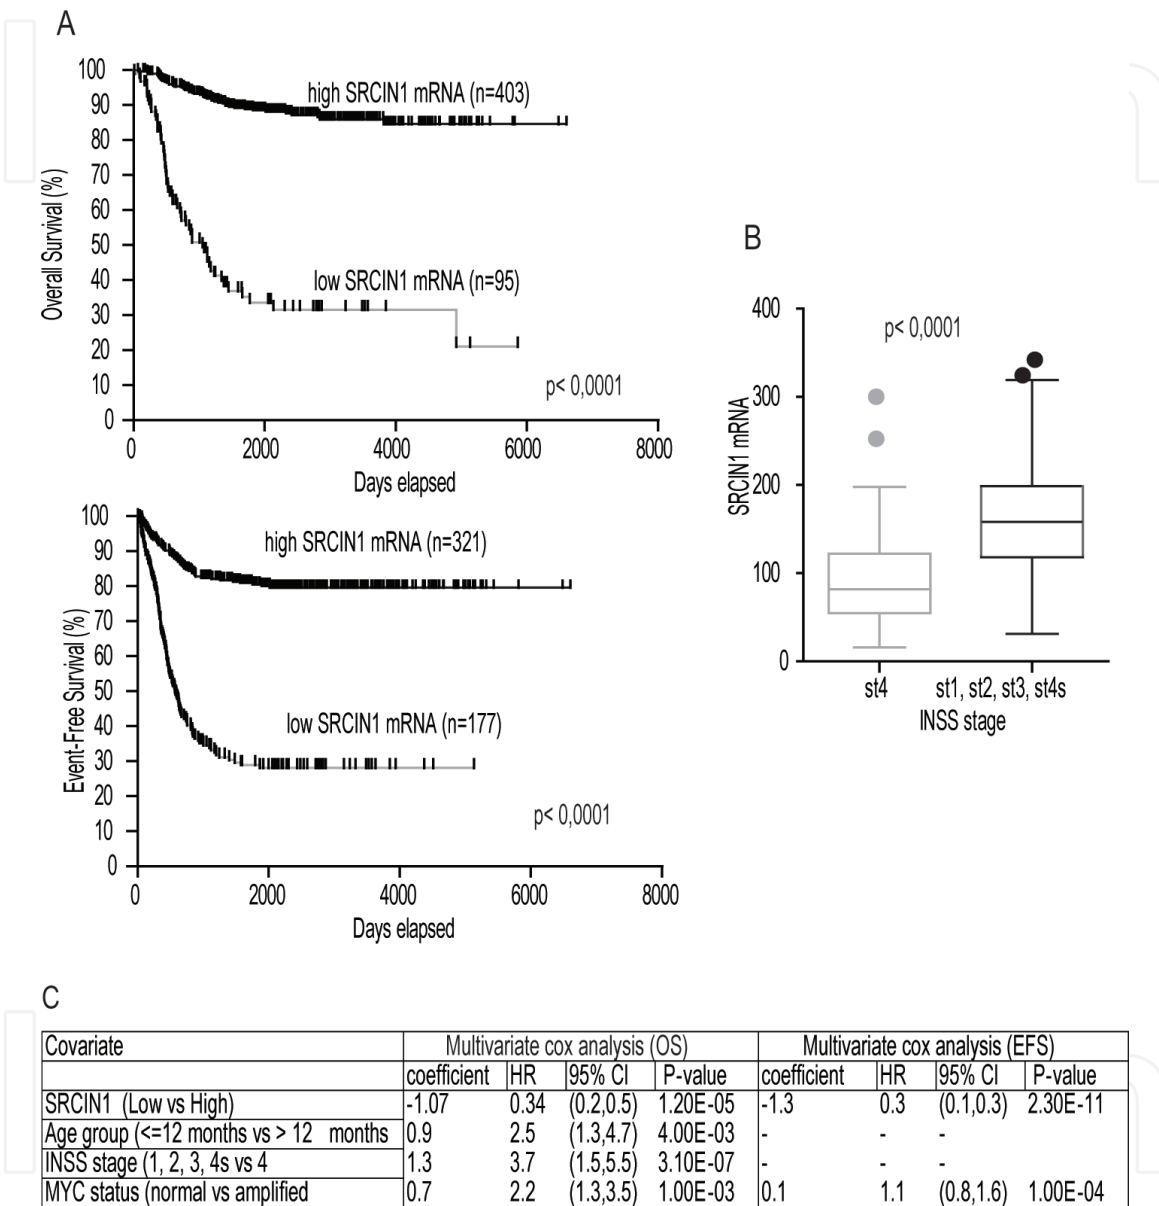 A
100
90
80
70
60
50
40
30
20
10
0
Overall Survival (%)
high SRCIN1 mRNA (n=403)
low SRCIN1 mRNA (n=95)
p< 0,0001
0 2000 4000 6000 8000
Days elapsed
100
90
80
70
60
50
40
30
20
10
0
Event-Free Survival (%)
high SRCIN1 mRNA (n=321)
low SRCIN1 mRNA (n=177)
p< 0,0001
0 2000 4000 6000 8000
Days elapsed
B
400
300
200
100
0
SRCIN1 mRNA
p< 0,0001
st4 st1, st2, st3, st4s
INSS stage
C
Covariate Multivariate cox analysis (OS) Multivariate cox analysis (EFS)
coefficient HR 95% CI P-value coefficient HR 95% CI P-value
SRCIN1 (Low vs High) -1.07 0.34 (0.2,0.5) 1.20E-05 -1.3 0.3 (0.1,0.3) 2.30E-11
Age group (<=12 months vs > 12 months 0.9 2.5 (1.3,4.7) 4.00E-03 - - -
INSS stage (1, 2, 3, 4s vs 4 1.3 3.7 (1.5,5.5) 3.10E-07 - - -
MYC status (normal vs amplified 0.7 2.2 (1.3,3.5) 1.00E-03 0.1 1.1 (0.8,1.6) 1.00E-04